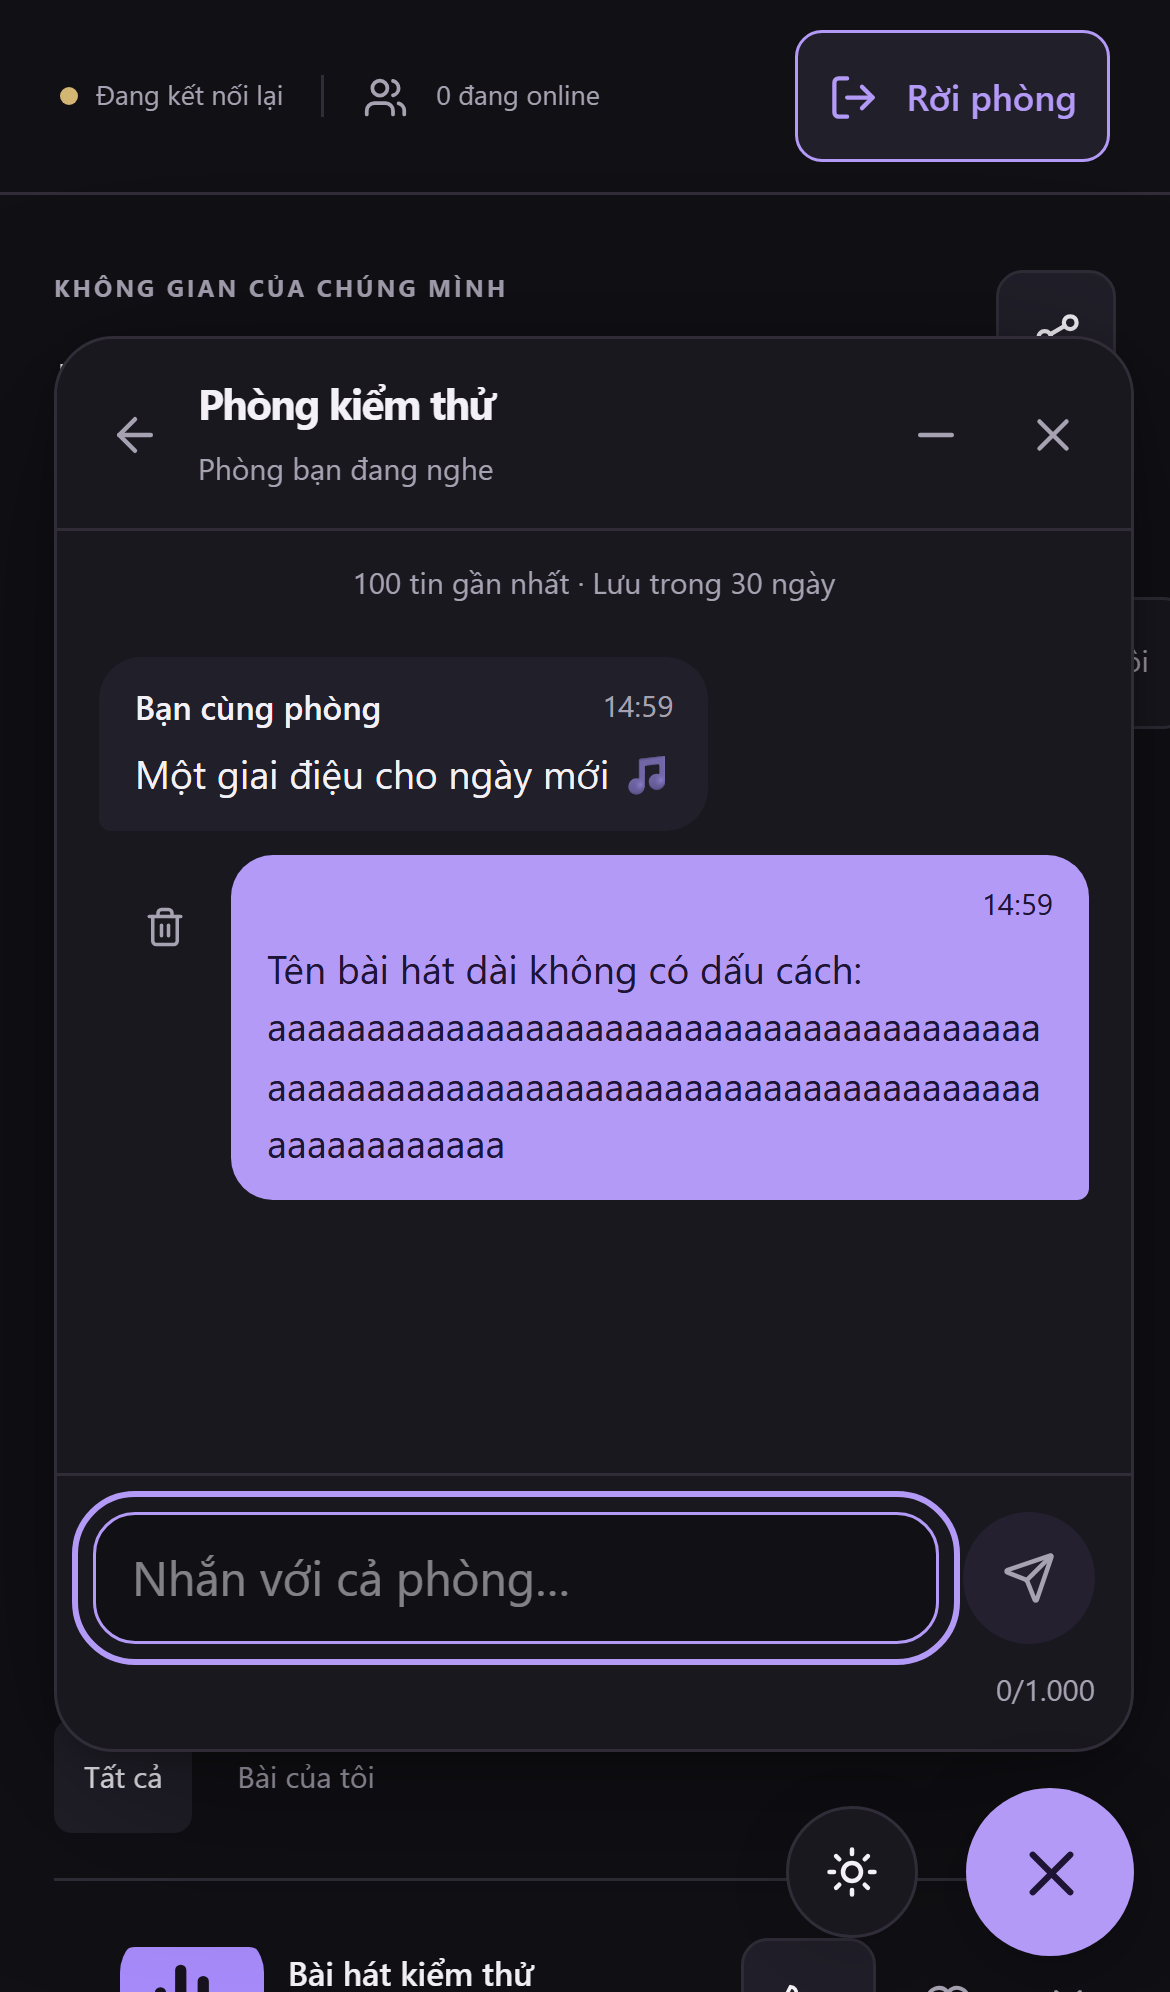 Đang kết nối lại
0 đang online
Rời phòng
KHÔNG GIAN CỦA CHÚNG MÌNH
Phòng kiểm thử
Phòng bạn đang nghe
100 tin gần nhất · Lưu trong 30 ngày
Bạn cùng phòng 14:59
Một giai điệu cho ngày mới 🎵
14:59
Tên bài hát dài không có dấu cách:
aaaaaaaaaaaaaaaaaaaaaaaaaaaaaaaaaaaaaaa
aaaaaaaaaaaaaaaaaaaaaaaaaaaaaaaaaaaaaaa
aaaaaaaaaaaa
Nhắn với cả phòng...
0/1.000
Tất cả
Bài của tôi
Bài hát kiểm thử